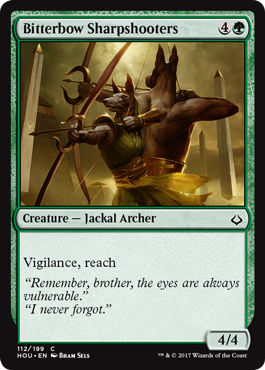 Bitterbow Sharpshooters 4
Creature — Jackal Archer
Vigilance, reach
“Remember, brother, the eyes are always
vulnerable.”
“I never forgot.”
4/4
112/199 C
HOU • EN Bram Sels
™ & © 2017 Wizards of the Coast